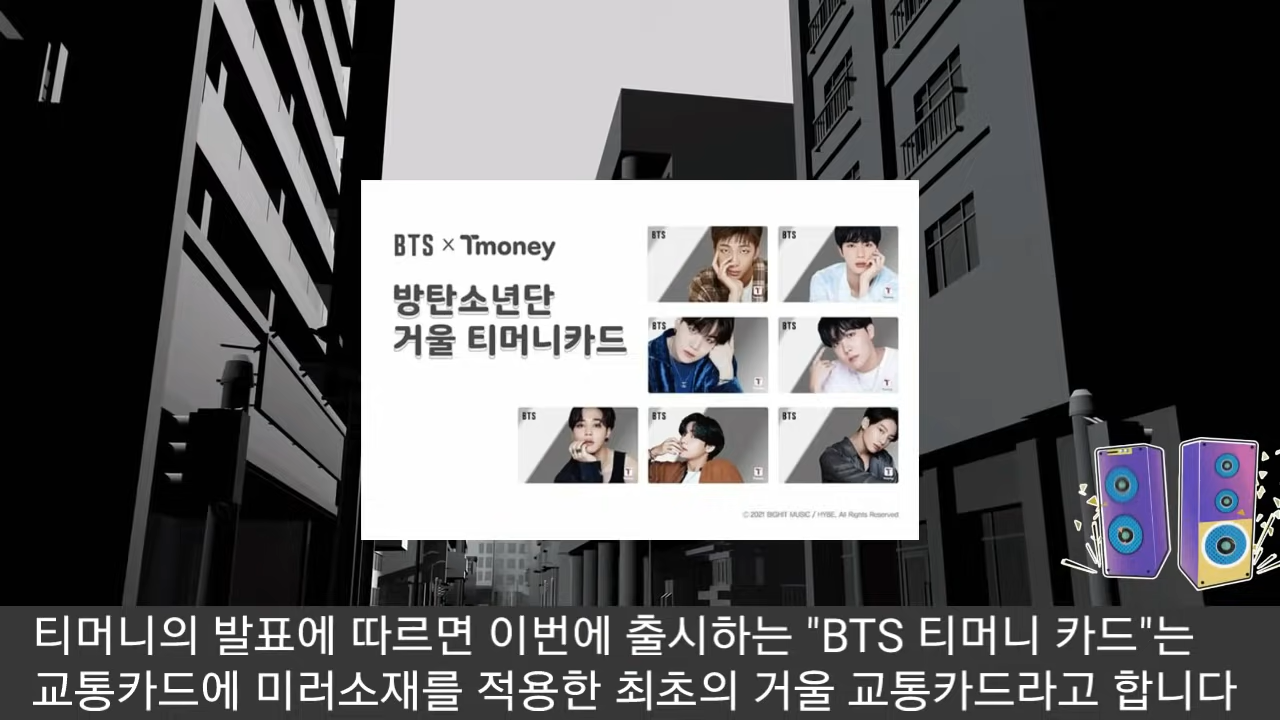 BTS × Tmoney
방탄소년단
거울 티머니카드
BTS
BTS
BTS
BTS
BTS
BTS
BTS
ⓒ 2021 BIGHIT MUSIC / HYBE. All Rights Reserved
티머니의 발표에 따르면 이번에 출시하는 "BTS 티머니 카드"는
교통카드에 미러소재를 적용한 최초의 거울 교통카드라고 합니다